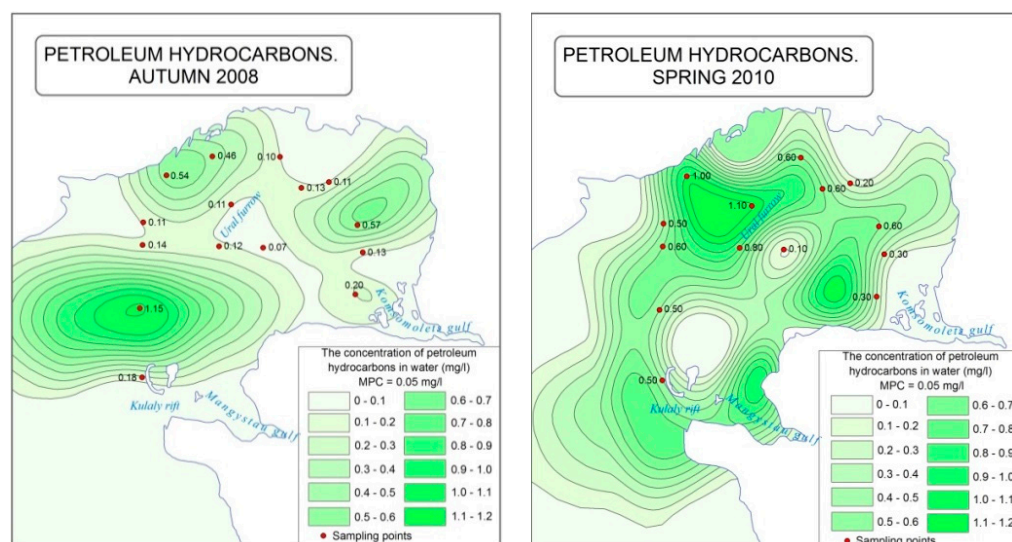 PETROLEUM HYDROCARBONS.
AUTUMN 2008
0.46
0.54
0.10
0.11
0.13
0.11
0.11
0.57
0.14
0.12
0.07
0.13
0.20
1.15
0.18
Ural furrow
Komsomolets gulf
Kulaly rift
Mangystau gulf
The concentration of petroleum
hydrocarbons in water (mg/l)
MPC = 0.05 mg/l
0 - 0.1
0.6 - 0.7
0.1 - 0.2
0.7 - 0.8
0.2 - 0.3
0.8 - 0.9
0.3 - 0.4
0.9 - 1.0
0.4 - 0.5
1.0 - 1.1
0.5 - 0.6
1.1 - 1.2
Sampling points
PETROLEUM HYDROCARBONS.
SPRING 2010
0.60
1.00
0.20
0.60
1.10
0.50
0.60
0.60
0.80
0.10
0.30
0.30
0.50
0.50
Ural furrow
Komsomolets gulf
Kulaly rift
Mangystau gulf
The concentration of petroleum
hydrocarbons in water (mg/l)
MPC = 0.05 mg/l
0 - 0.1
0.6 - 0.7
0.1 - 0.2
0.7 - 0.8
0.2 - 0.3
0.8 - 0.9
0.3 - 0.4
0.9 - 1.0
0.4 - 0.5
1.0 - 1.1
0.5 - 0.6
1.1 - 1.2
Sampling points